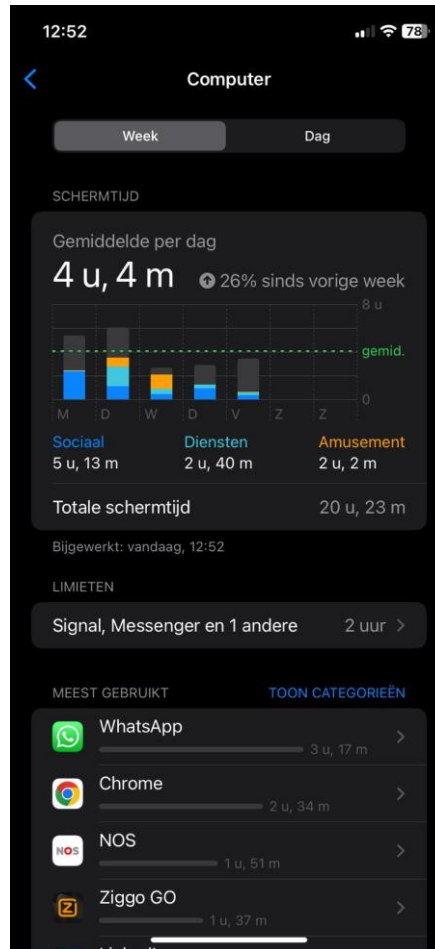 12:52
78
Computer
Week Dag
SCHERMTIJD
Gemiddelde per dag
4 u, 4 m 26% sinds vorige week
8 u
gemid.
0
M D W D V Z Z
Sociaal Diensten Amusement
5 u, 13 m 2 u, 40 m 2 u, 2 m
Totale schermtijd 20 u, 23 m
Bijgewerkt: vandaag, 12:52
LIMIETEN
Signal, Messenger en 1 andere 2 uur
MEEST GEBRUIKT TOON CATEGORIEËN
WhatsApp
3 u, 17 m
Chrome
2 u, 34 m
NOS
NOS
1 u, 51 m
Ziggo GO
Z
1 u, 37 m